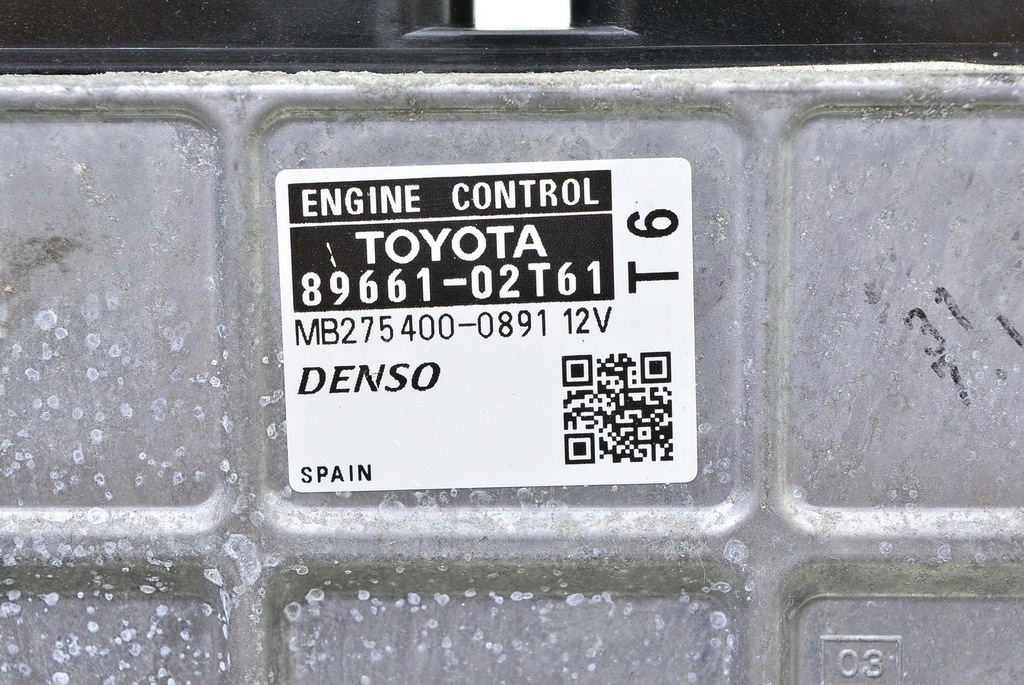 ENGINE CONTROL
TOYOTA
89661-02T61
T6
MB275400-0891 12V
DENSO
SPAIN
03